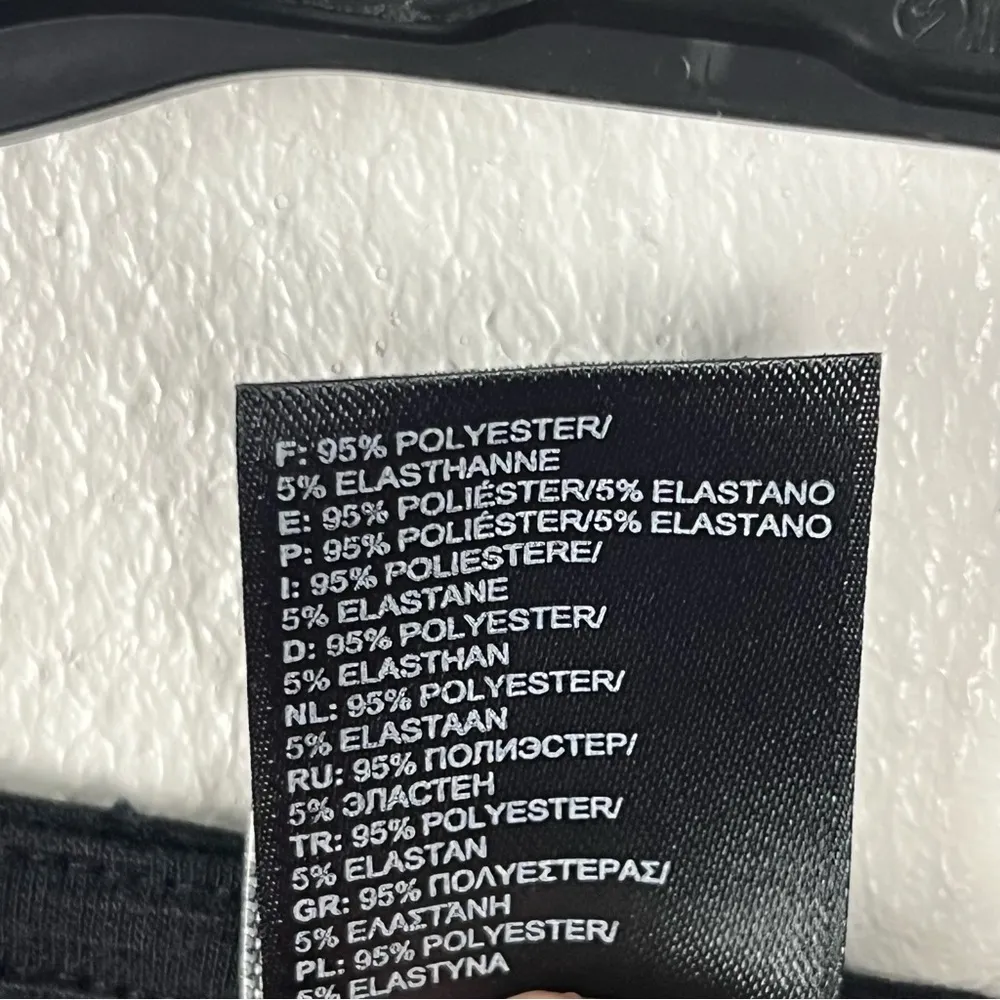 F: 95% POLYESTER/
5% ELASTHANNE
E: 95% POLIÉSTER/5% ELASTANO
P: 95% POLIÉSTER/5% ELASTANO
I: 95% POLIESTERE/
5% ELASTANE
D: 95% POLYESTER/
5% ELASTHAN
NL: 95% POLYESTER/
5% ELASTAAN
RU: 95% ПОЛИЭСТЕР/
5% ЭЛАСТЕН
TR: 95% POLYESTER/
5% ELASTAN
GR: 95% ΠΟΛΥΕΣΤΕΡΑΣ/
5% ΕΛΑΣΤΑΝΗ
PL: 95% POLYESTER/
5% ELASTYNA